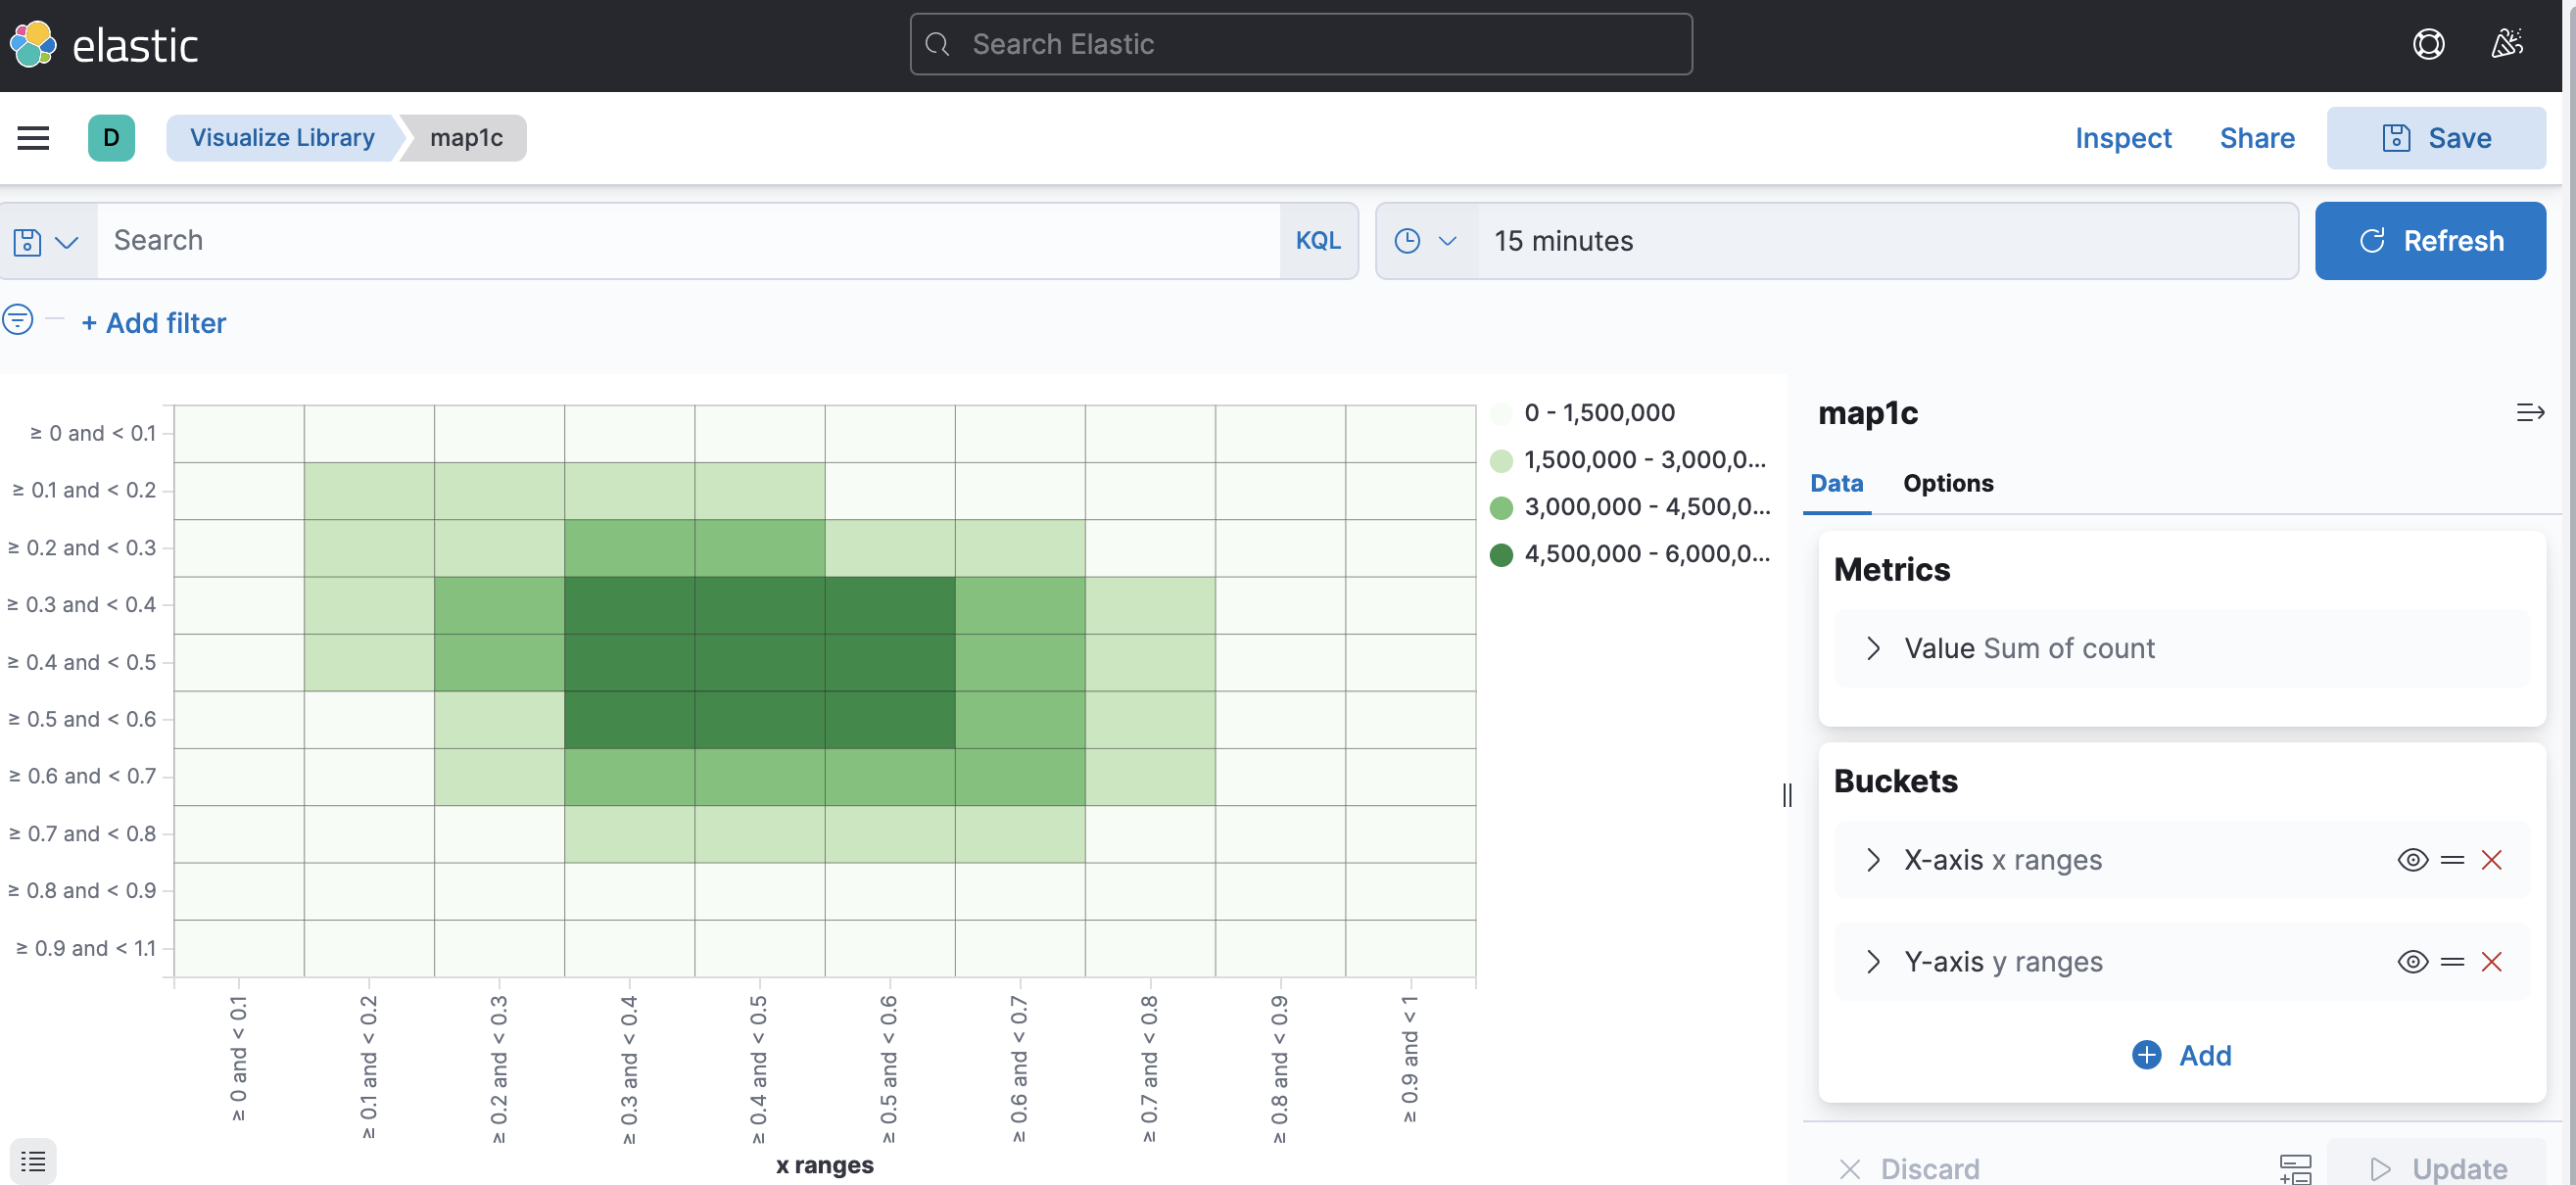 elastic
Search Elastic
D
Visualize Library
map1c
Inspect
Share
Save
Search
KQL
15 minutes
Refresh
+ Add filter
≥ 0 and < 0.1
≥ 0.1 and < 0.2
≥ 0.2 and < 0.3
≥ 0.3 and < 0.4
≥ 0.4 and < 0.5
≥ 0.5 and < 0.6
≥ 0.6 and < 0.7
≥ 0.7 and < 0.8
≥ 0.8 and < 0.9
≥ 0.9 and < 1.1
≥ 0 and < 0.1
≥ 0.1 and < 0.2
≥ 0.2 and < 0.3
≥ 0.3 and < 0.4
≥ 0.4 and < 0.5
≥ 0.5 and < 0.6
≥ 0.6 and < 0.7
≥ 0.7 and < 0.8
≥ 0.8 and < 0.9
≥ 0.9 and < 1
x ranges
0 - 1,500,000
1,500,000 - 3,000,0...
3,000,000 - 4,500,0...
4,500,000 - 6,000,0...
map1c
Data
Options
Metrics
Value Sum of count
Buckets
X-axis x ranges
Y-axis y ranges
Add
Discard
Update